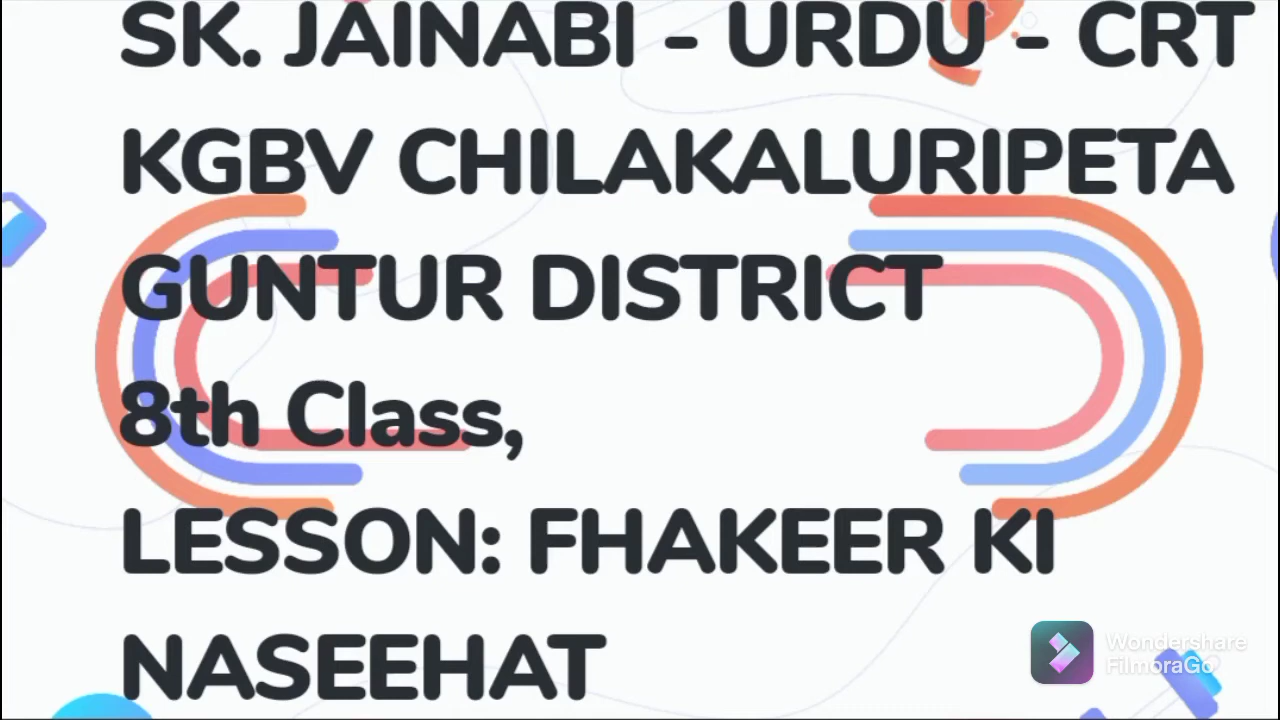 SK. JAINABI - URDU - CRT
KGBV CHILAKALURIPETA
GUNTUR DISTRICT
8th Class,
LESSON: FHAKEER KI
NASEEHAT
Wondershare
FilmoraGo